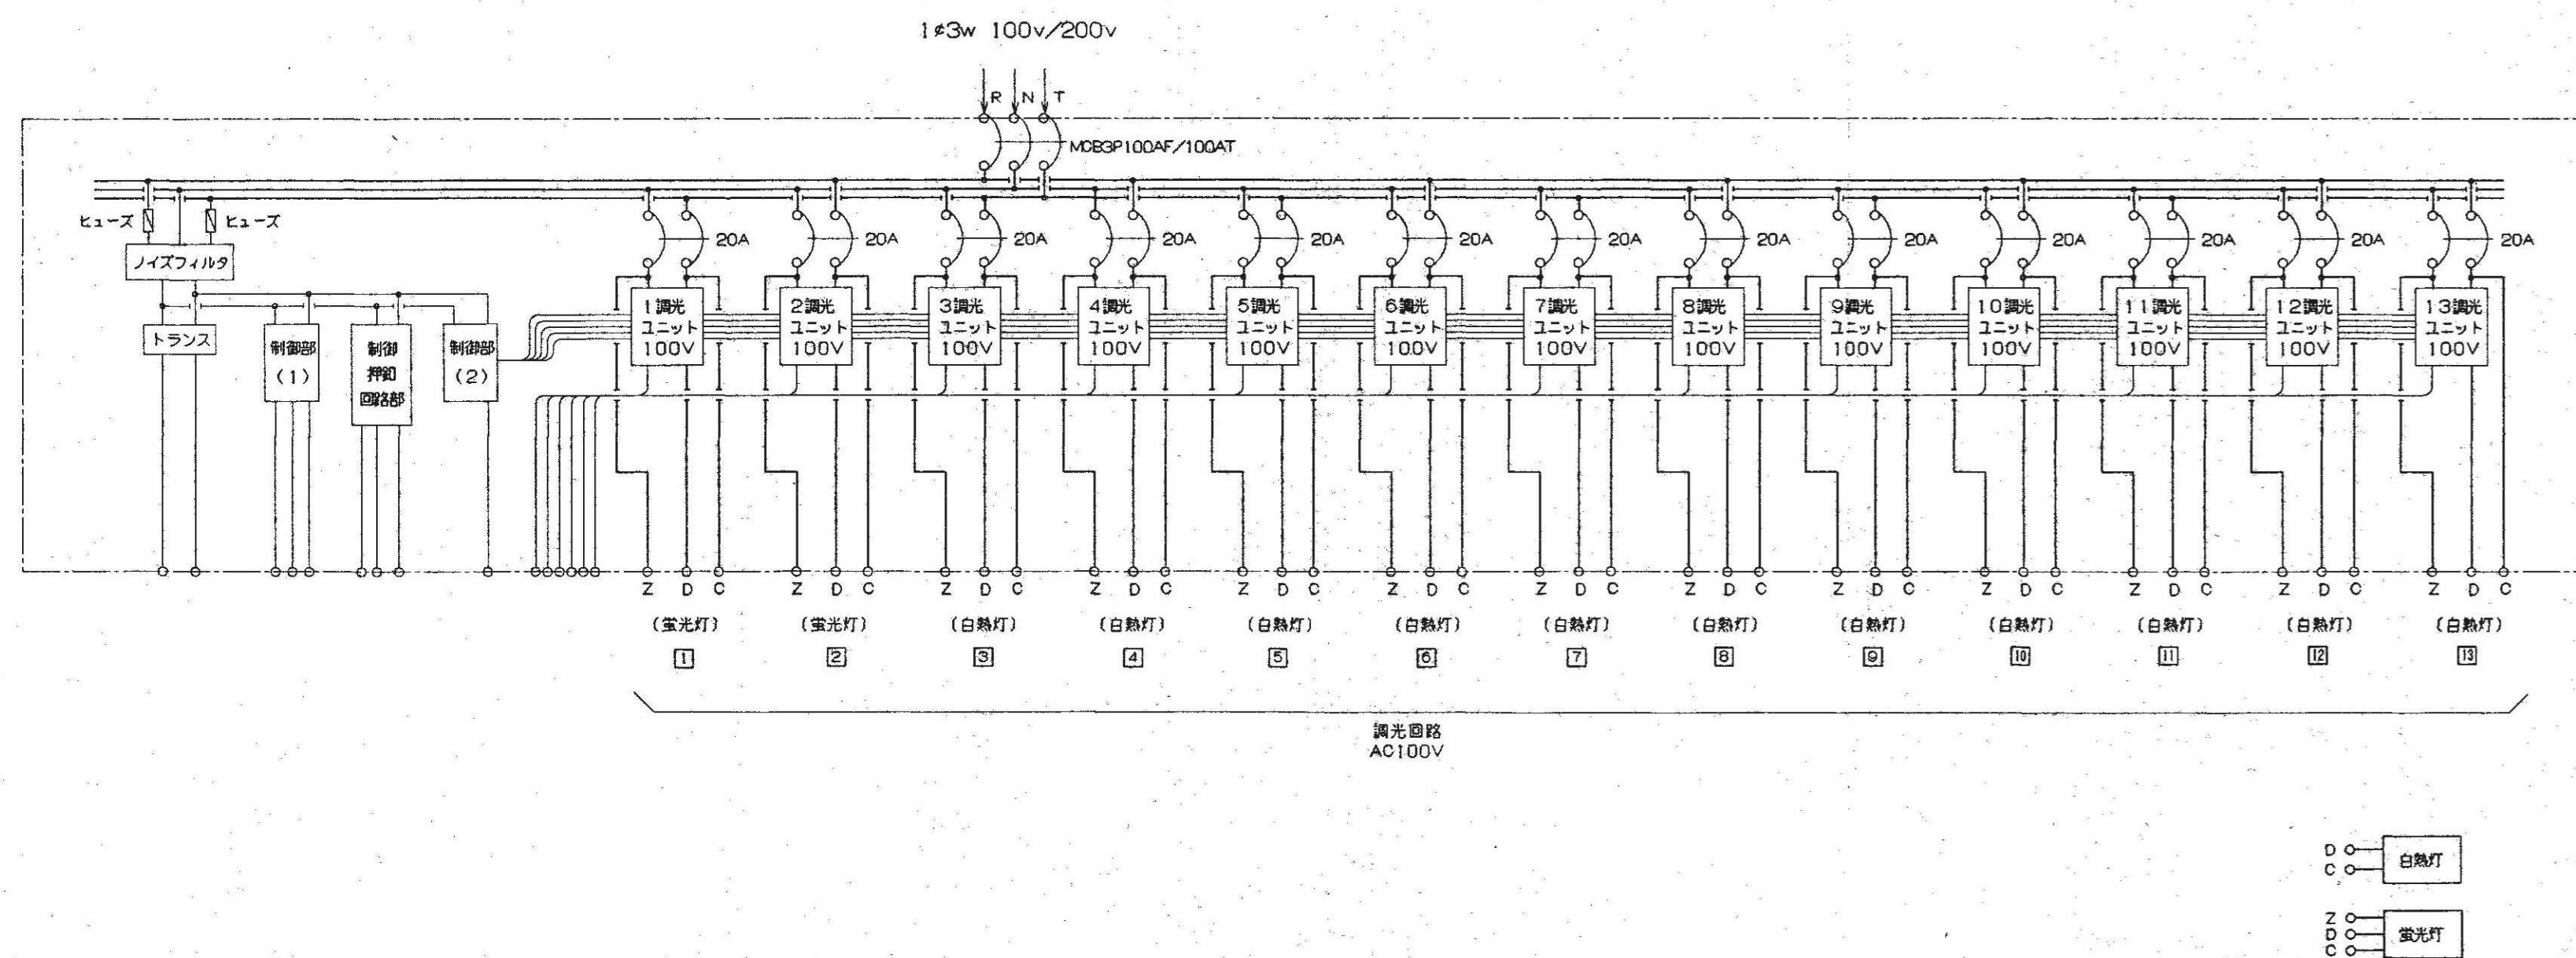 1φ3w 100v/200v
R N T
MCB3P100AF/100AT
ヒューズ ヒューズ
20A 20A 20A 20A 20A 20A 20A 20A 20A 20A 20A 20A 20A
ノイズフィルタ
トランス
制御部
(1)
制御
押釦
回路部
制御部
(2)
1調光
ユニット
100V
2調光
ユニット
100V
3調光
ユニット
100V
4調光
ユニット
100V
5調光
ユニット
100V
6調光
ユニット
100V
7調光
ユニット
100V
8調光
ユニット
100V
9調光
ユニット
100V
10調光
ユニット
100V
11調光
ユニット
100V
12調光
ユニット
100V
13調光
ユニット
100V
Z D C Z D C Z D C Z D C Z D C Z D C Z D C Z D C Z D C Z D C Z D C Z D C Z D C
(蛍光灯) (蛍光灯) (白熱灯) (白熱灯) (白熱灯) (白熱灯) (白熱灯) (白熱灯) (白熱灯) (白熱灯) (白熱灯) (白熱灯) (白熱灯)
1 2 3 4 5 6 7 8 9 10 11 12 13
調光回路
AC100V
D
C
白熱灯
Z
D
C
蛍光灯